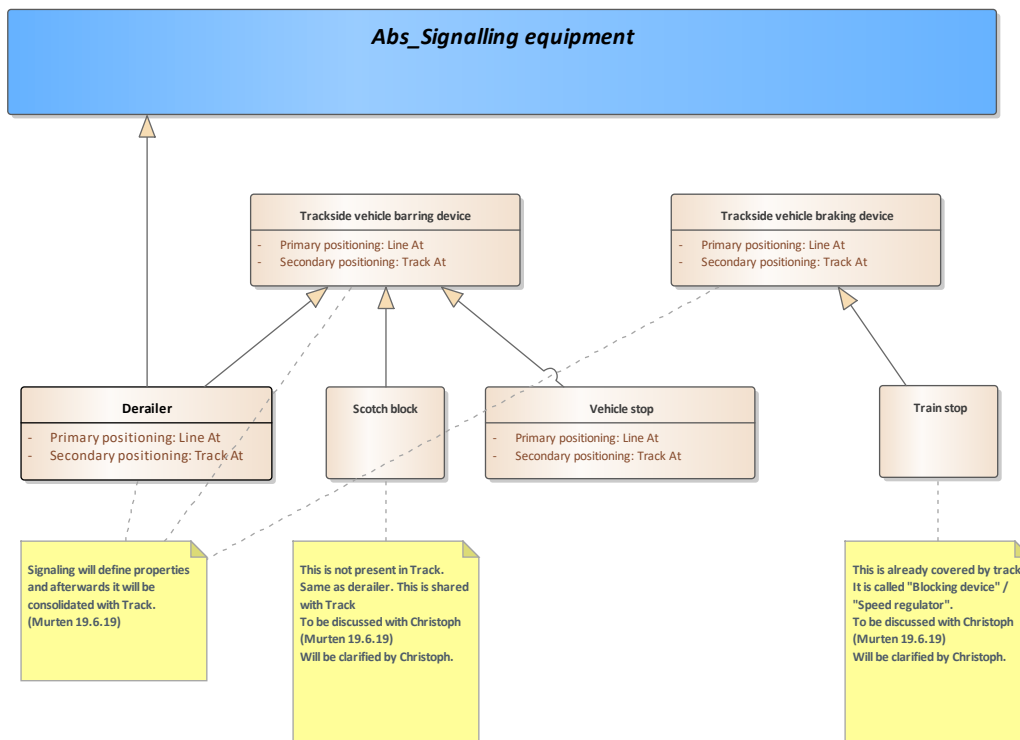 Abs_Signalling equipment
Trackside vehicle barring device
- Primary positioning: Line At
- Secondary positioning: Track At
Trackside vehicle braking device
- Primary positioning: Line At
- Secondary positioning: Track At
Derailer
- Primary positioning: Line At
- Secondary positioning: Track At
Scotch block
Vehicle stop
- Primary positioning: Line At
- Secondary positioning: Track At
Train stop
Signaling will define properties
and afterwards it will be
consolidated with Track.
(Murten 19.6.19)
This is not present in Track.
Same as derailer. This is shared
with Track
To be discussed with Christoph
(Murten 19.6.19)
Will be clarified by Christoph.
This is already covered by track
It is called "Blocking device" /
"Speed regulator".
To be discussed with Christoph
(Murten 19.6.19)
Will be clarified by Christoph.